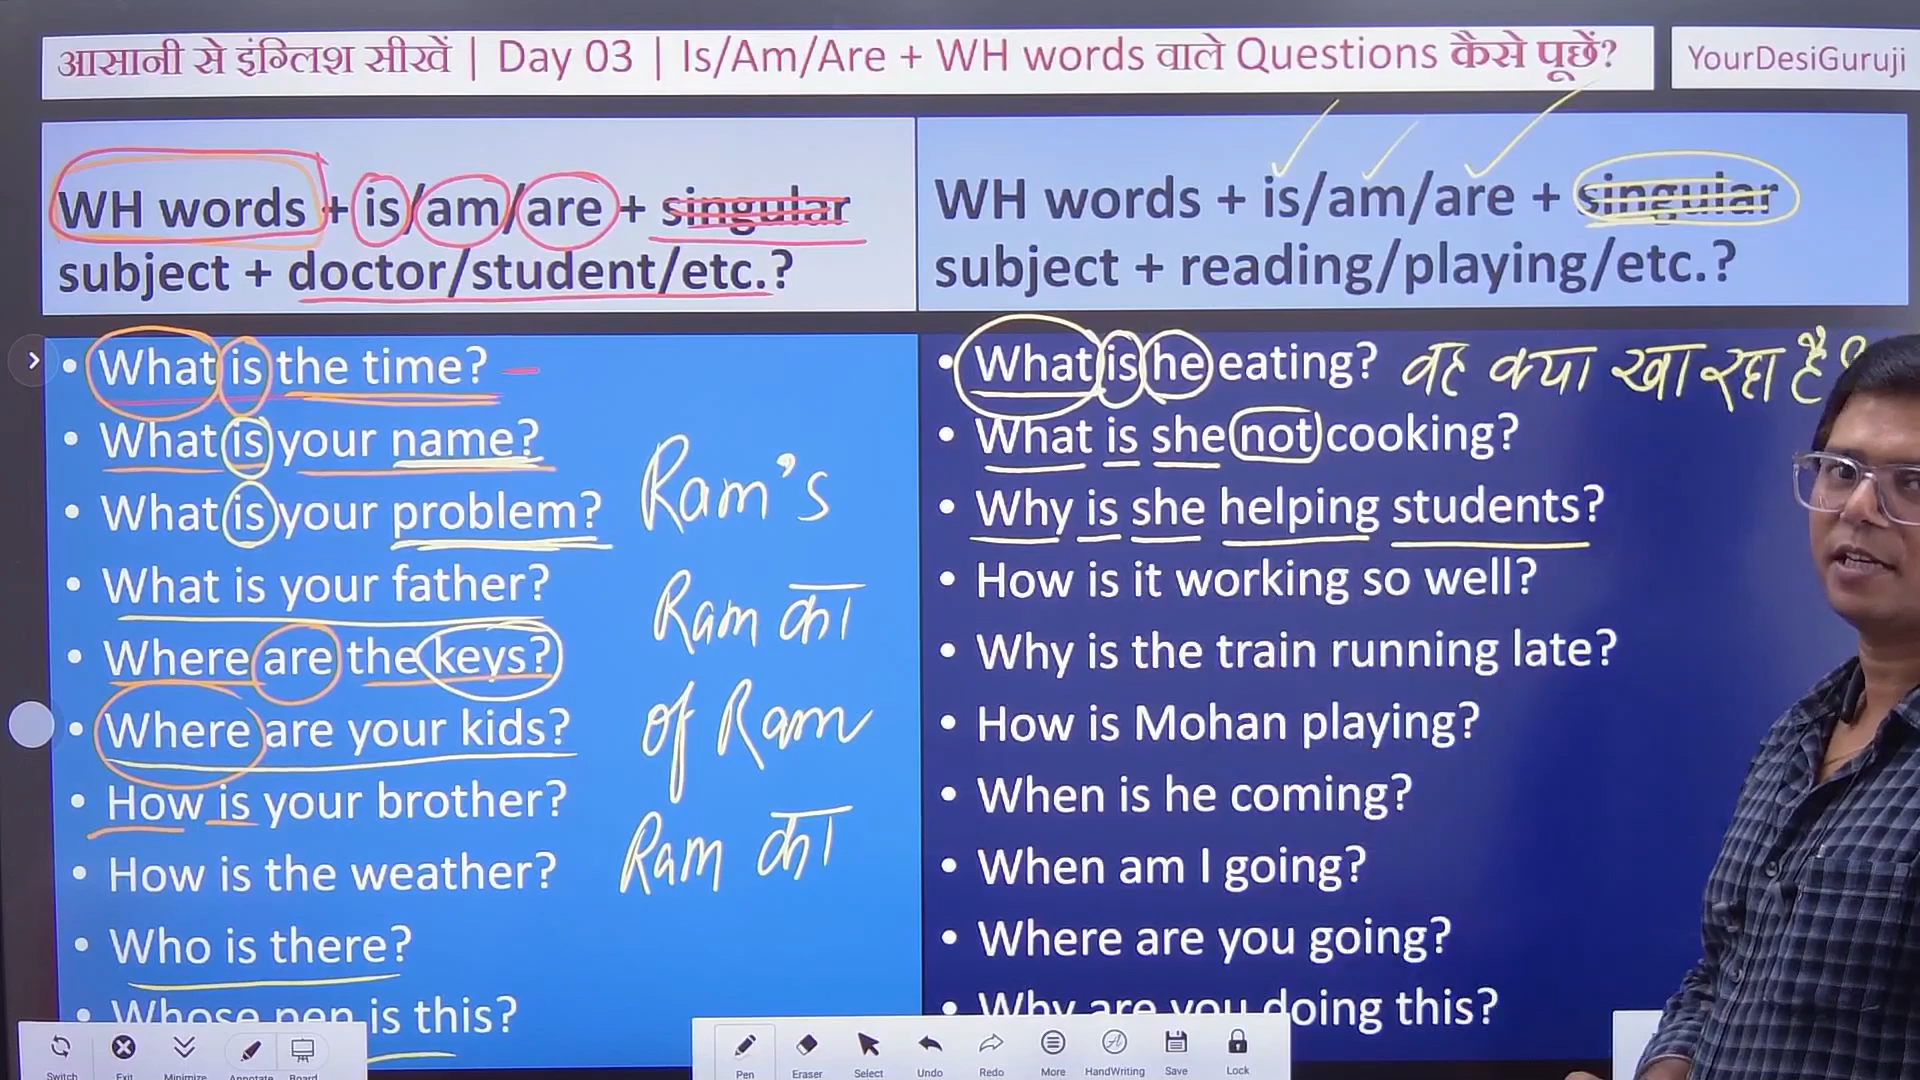 आसानी से इंग्लिश सीखें | Day 03 | Is/Am/Are + WH words वाले Questions कैसे पूछें?
YourDesiGuruji
WH words + is/am/are + singular
subject + doctor/student/etc.?
• What is the time?
• What is your name?
• What is your problem?
• What is your father?
• Where are the keys?
• Where are your kids?
• How is your brother?
• How is the weather?
• Who is there?
• Whose pen is this?
Ram's
Ram का
of Ram
Ram का
WH words + is/am/are + singular
subject + reading/playing/etc.?
• What is he eating? वह क्या खा रहा है?
• What is she not cooking?
• Why is she helping students?
• How is it working so well?
• Why is the train running late?
• How is Mohan playing?
• When is he coming?
• When am I going?
• Where are you going?
• Why are you doing this?
Switch Exit Minimize Annotate Board
Pen Eraser Select Undo Redo More HandWriting Save Lock